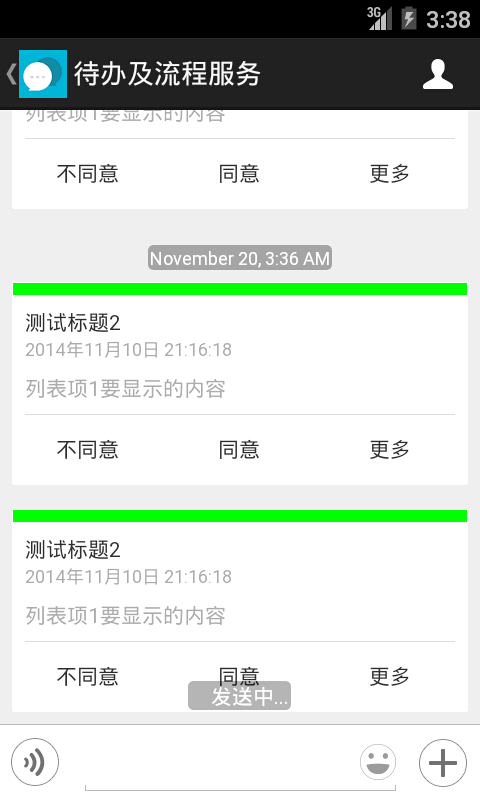 3G 3:38
待办及流程服务
列表项1要显示的内容
不同意 同意 更多
November 20, 3:36 AM
测试标题2
2014年11月10日 21:16:18
列表项1要显示的内容
不同意 同意 更多
测试标题2
2014年11月10日 21:16:18
列表项1要显示的内容
不同意 同意 更多
发送中...